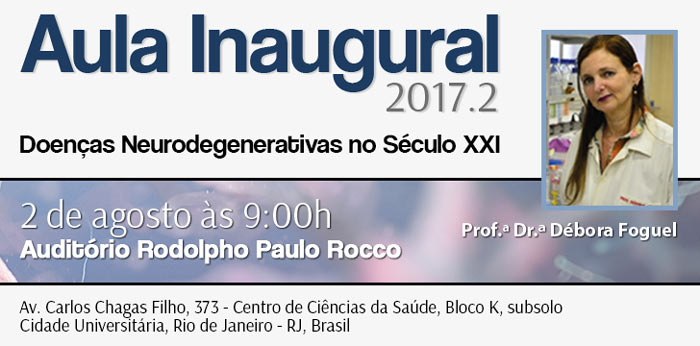 Aula Inaugural
2017.2
Doenças Neurodegenerativas no Século XXI
2 de agosto às 9:00h
Auditório Rodolpho Paulo Rocco
Prof.ª Dr.ª Débora Foguel
Av. Carlos Chagas Filho, 373 - Centro de Ciências da Saúde, Bloco K, subsolo
Cidade Universitária, Rio de Janeiro - RJ, Brasil